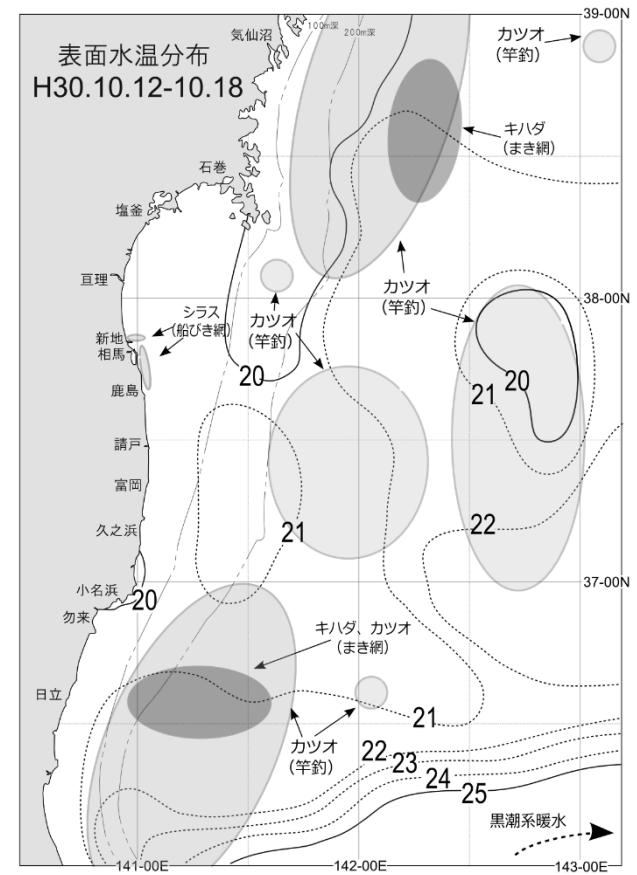 39-00N
気仙沼
100m深
200m深
カツオ
(竿釣)
表面水温分布
H30.10.12-10.18
キハダ
(まき網)
石巻
塩釜
亘理
カツオ
(竿釣)
38-00N
シラス
(船びき網)
カツオ
(竿釣)
新地
相馬
鹿島
20
21
20
請戸
富岡
21
22
久之浜
37-00N
小名浜
20
勿来
キハダ、カツオ
(まき網)
日立
21
カツオ
(竿釣)
22
23
24
25
黒潮系暖水
141-00E
142-00E
143-00E